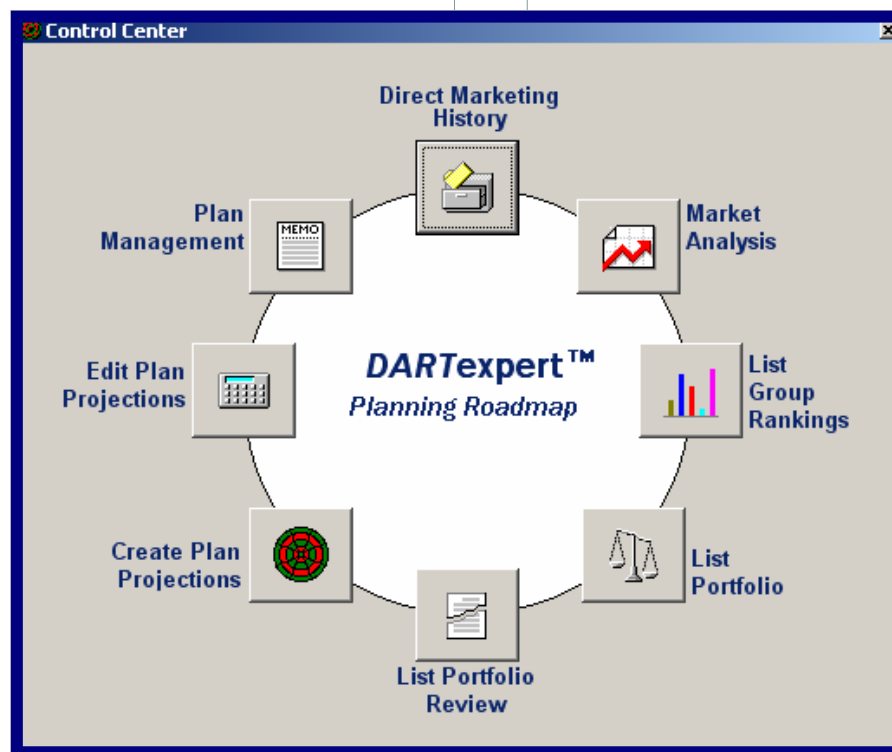 Control Center
Direct Marketing
History
Plan
Management
MEMO
Market
Analysis
Edit Plan
Projections
DARTexpert™
Planning Roadmap
List
Group
Rankings
Create Plan
Projections
List
Portfolio
List Portfolio
Review